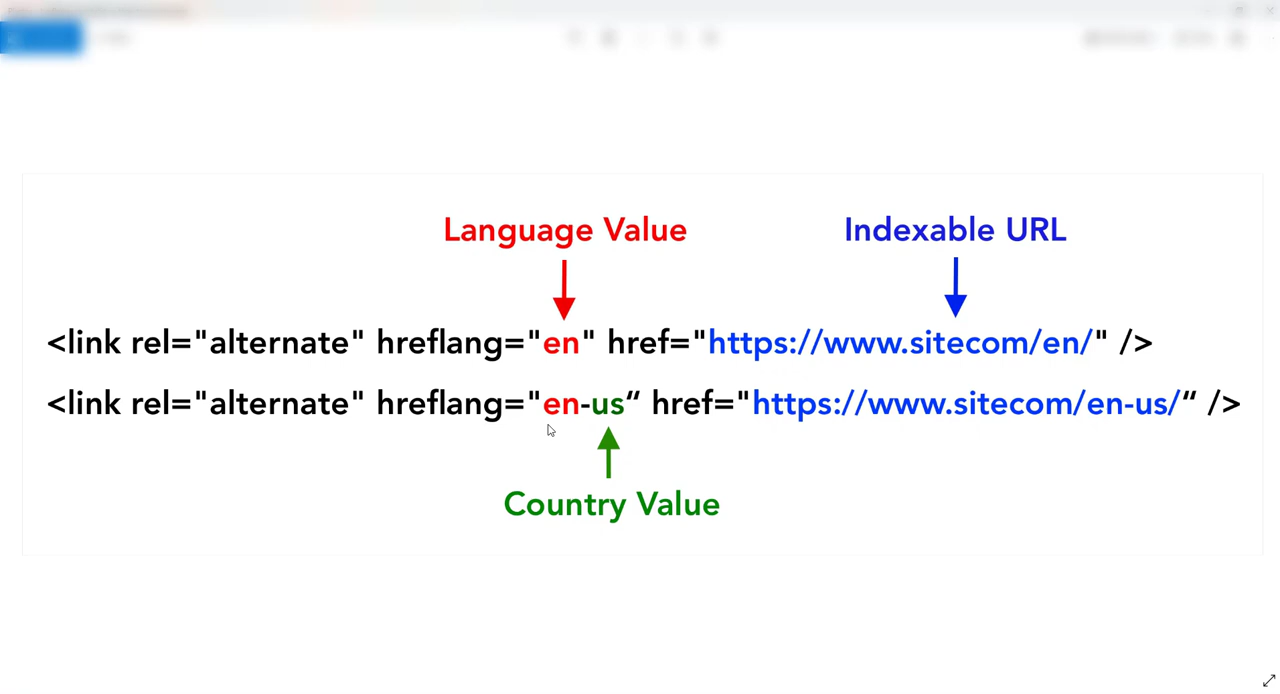 Language Value
Indexable URL
<link rel="alternate" hreflang="en" href="https://www.sitecom/en/" />
<link rel="alternate" hreflang="en-us“ href="https://www.sitecom/en-us/“ />
Country Value